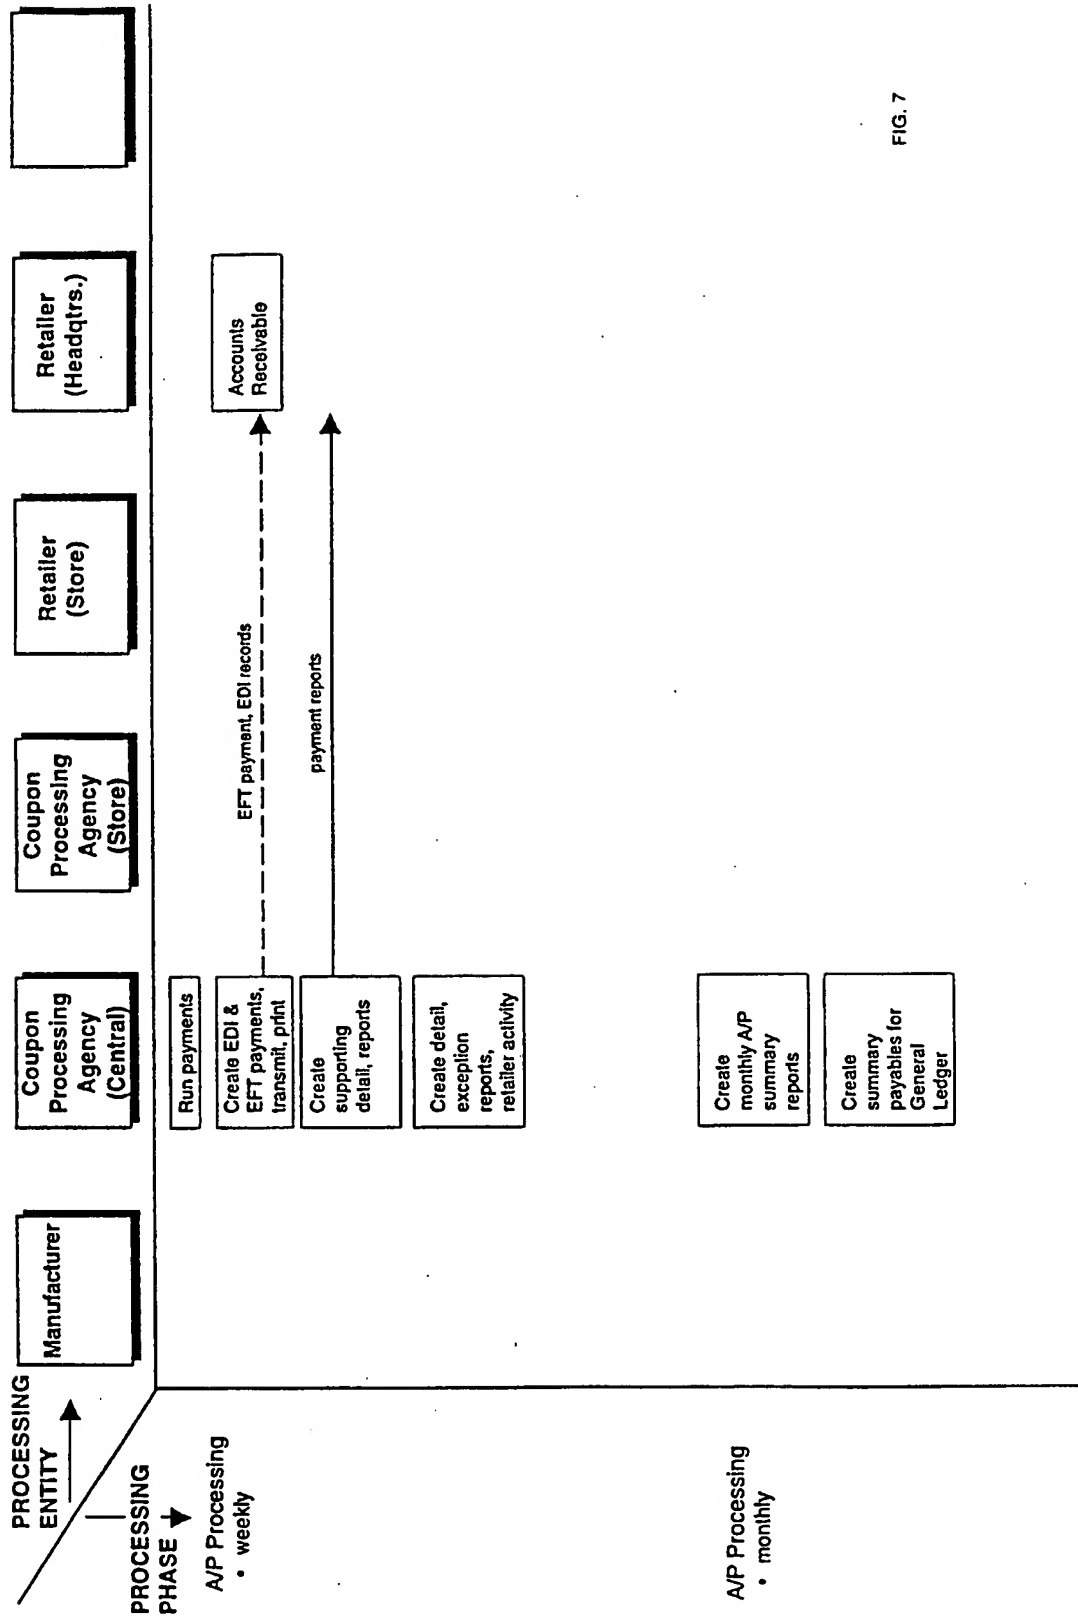 PROCESSING
ENTITY
PROCESSING
PHASE
Manufacturer
Coupon
Processing
Agency
(Central)
Coupon
Processing
Agency
(Store)
Retailer
(Store)
Retailer
(Headqtrs.)
A/P Processing
• weekly
Run payments
Create EDI &
EFT payments,
transmit, print
EFT payment, EDI records
Accounts
Receivable
Create
supporting
detail, reports
payment reports
Create detail,
exception
reports,
retailer activity
A/P Processing
• monthly
Create
monthly A/P
summary
reports
Create
summary
payables for
General
Ledger
FIG. 7